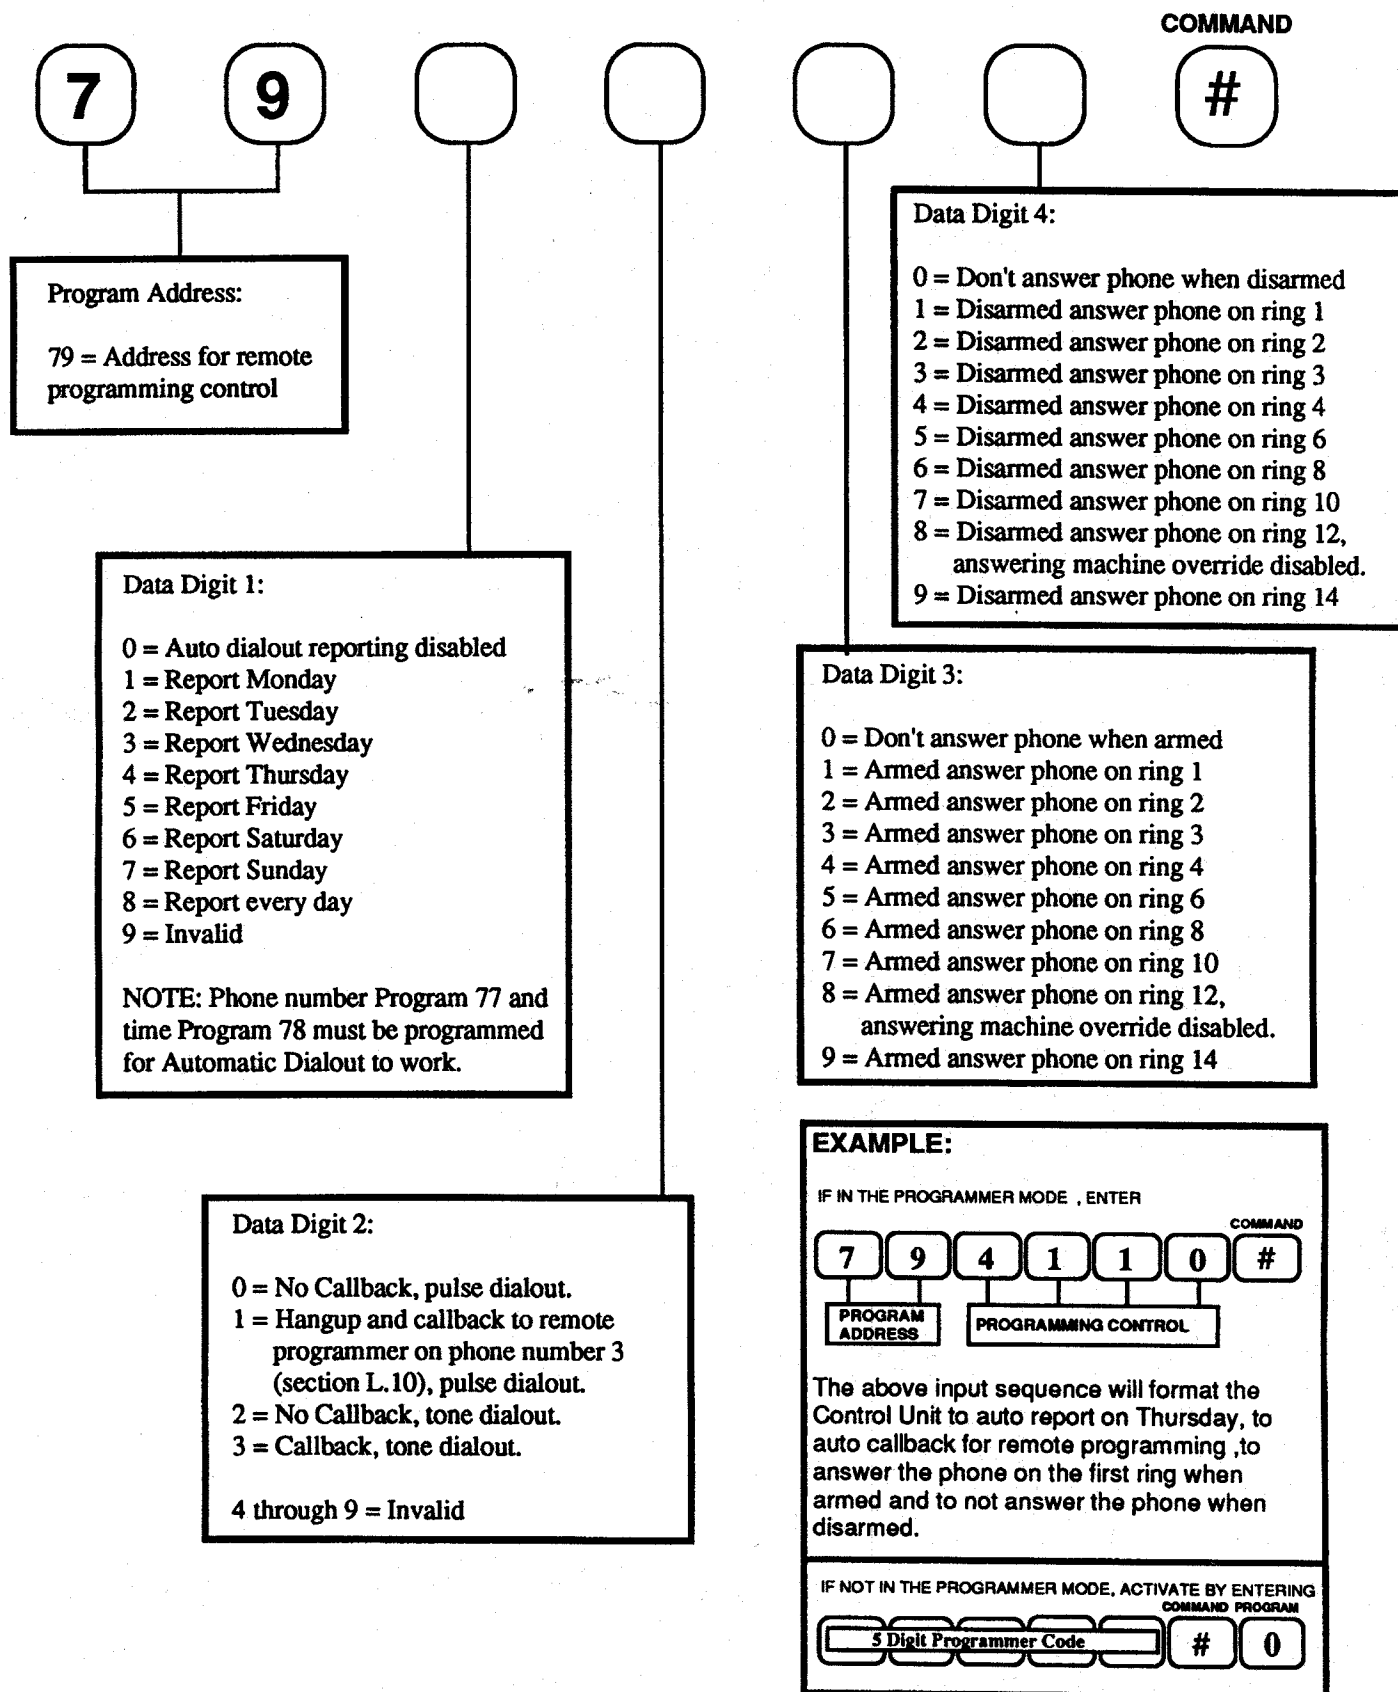 COMMAND
7 9 #
Program Address:
79 = Address for remote
programming control
Data Digit 1:
0 = Auto dialout reporting disabled
1 = Report Monday
2 = Report Tuesday
3 = Report Wednesday
4 = Report Thursday
5 = Report Friday
6 = Report Saturday
7 = Report Sunday
8 = Report every day
9 = Invalid
NOTE: Phone number Program 77 and
time Program 78 must be programmed
for Automatic Dialout to work.
Data Digit 2:
0 = No Callback, pulse dialout.
1 = Hangup and callback to remote
programmer on phone number 3
(section L.10), pulse dialout.
2 = No Callback, tone dialout.
3 = Callback, tone dialout.
4 through 9 = Invalid
Data Digit 4:
0 = Don't answer phone when disarmed
1 = Disarmed answer phone on ring 1
2 = Disarmed answer phone on ring 2
3 = Disarmed answer phone on ring 3
4 = Disarmed answer phone on ring 4
5 = Disarmed answer phone on ring 6
6 = Disarmed answer phone on ring 8
7 = Disarmed answer phone on ring 10
8 = Disarmed answer phone on ring 12,
answering machine override disabled.
9 = Disarmed answer phone on ring 14
Data Digit 3:
0 = Don't answer phone when armed
1 = Armed answer phone on ring 1
2 = Armed answer phone on ring 2
3 = Armed answer phone on ring 3
4 = Armed answer phone on ring 4
5 = Armed answer phone on ring 6
6 = Armed answer phone on ring 8
7 = Armed answer phone on ring 10
8 = Armed answer phone on ring 12,
answering machine override disabled.
9 = Armed answer phone on ring 14
EXAMPLE:
IF IN THE PROGRAMMER MODE , ENTER
COMMAND
7 9 4 1 1 0 #
PROGRAM
ADDRESS
PROGRAMMING CONTROL
The above input sequence will format the
Control Unit to auto report on Thursday, to
auto callback for remote programming ,to
answer the phone on the first ring when
armed and to not answer the phone when
disarmed.
IF NOT IN THE PROGRAMMER MODE, ACTIVATE BY ENTERING
COMMAND PROGRAM
5 Digit Programmer Code # 0